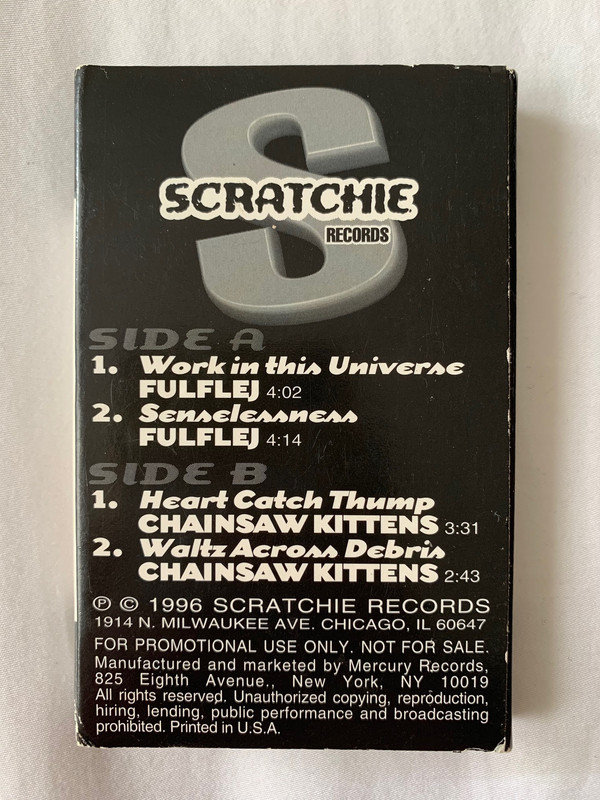 S
SCRATCHIE
RECORDS
SIDE A
1. Work in this Universe
FULFLEJ 4:02
2. Senselessness
FULFLEJ 4:14
SIDE B
1. Heart Catch Thump
CHAINSAW KITTENS 3:31
2. Waltz Across Debris
CHAINSAW KITTENS 2:43
℗ © 1996 SCRATCHIE RECORDS
1914 N. MILWAUKEE AVE. CHICAGO, IL 60647
FOR PROMOTIONAL USE ONLY. NOT FOR SALE.
Manufactured and marketed by Mercury Records,
825 Eighth Avenue., New York, NY 10019
All rights reserved. Unauthorized copying, reproduction,
hiring, lending, public performance and broadcasting
prohibited. Printed in U.S.A.